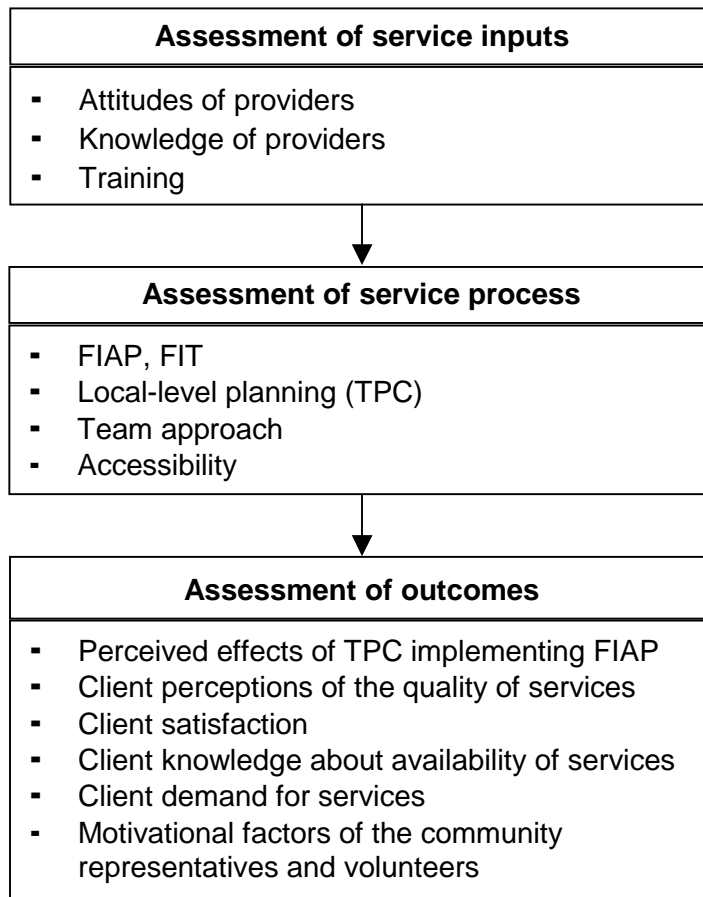 Assessment of service inputs
- Attitudes of providers
- Knowledge of providers
- Training
Assessment of service process
- FIAP, FIT
- Local-level planning (TPC)
- Team approach
- Accessibility
Assessment of outcomes
- Perceived effects of TPC implementing FIAP
- Client perceptions of the quality of services
- Client satisfaction
- Client knowledge about availability of services
- Client demand for services
- Motivational factors of the community
representatives and volunteers